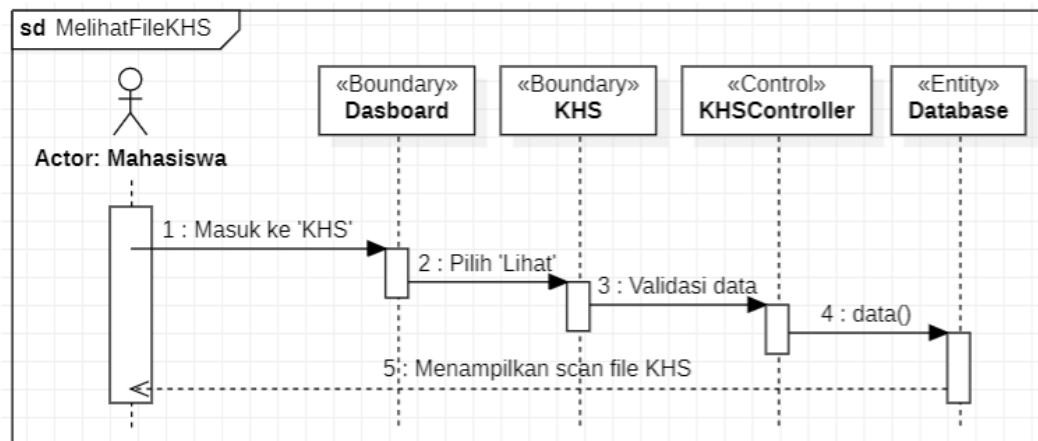 sd MelihatFileKHS
«Boundary»
Dasboard
«Boundary»
KHS
«Control»
KHSController
«Entity»
Database
Actor: Mahasiswa
1 : Masuk ke 'KHS'
2 : Pilih 'Lihat'
3 : Validasi data
4 : data()
5 : Menampilkan scan file KHS